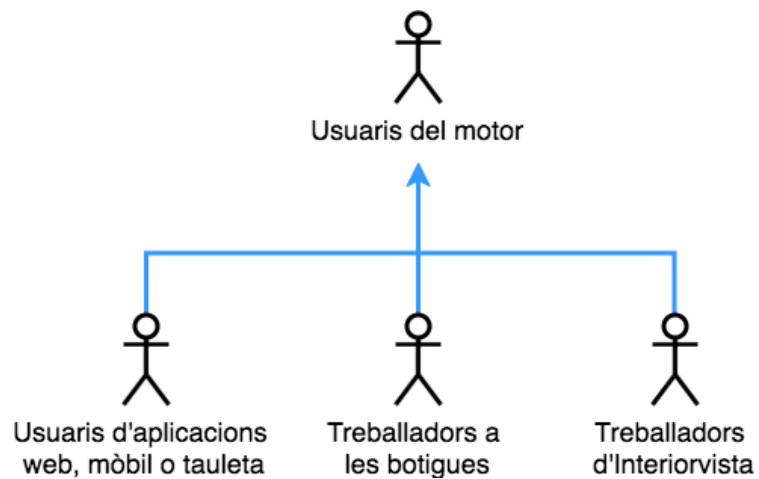 Usuaris del motor
Usuaris d'aplicacions
web, mòbil o tauleta
Treballadors a
les botigues
Treballadors
d'Interiorvista